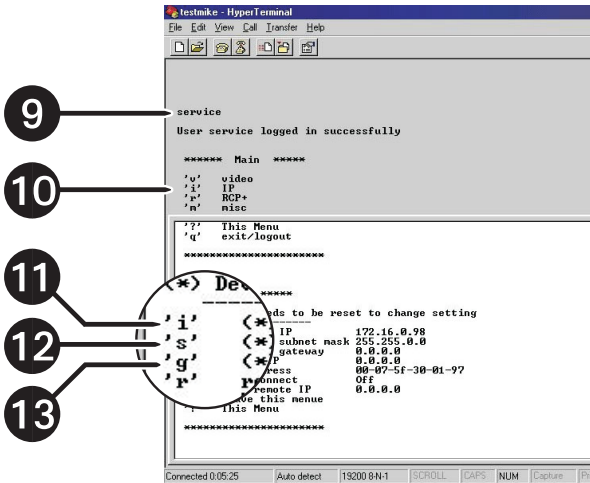 testmike - HyperTerminal
File Edit View Call Transfer Help
9
service
User service logged in successfully
****** Main *****
10
'v' video
'i' IP
'r' RCP+
'm' misc
'?' This Menu
'q' exit/logout
***********************
(*) De
*****
eds to be reset to change setting
11
'i' (*
IP 172.16.0.98
12
's' (*
subnet mask 255.255.0.0
13
'g' (*
gateway 0.0.0.0
P 0.0.0.0
ress 00-07-5f-30-01-97
'r' r
onnect Off
remote IP 0.0.0.0
ve this menue
'?' This Menu
***********************
Connected 0:05:25 Auto detect 19200 8-N-1 SCROLL CAPS NUM Capture